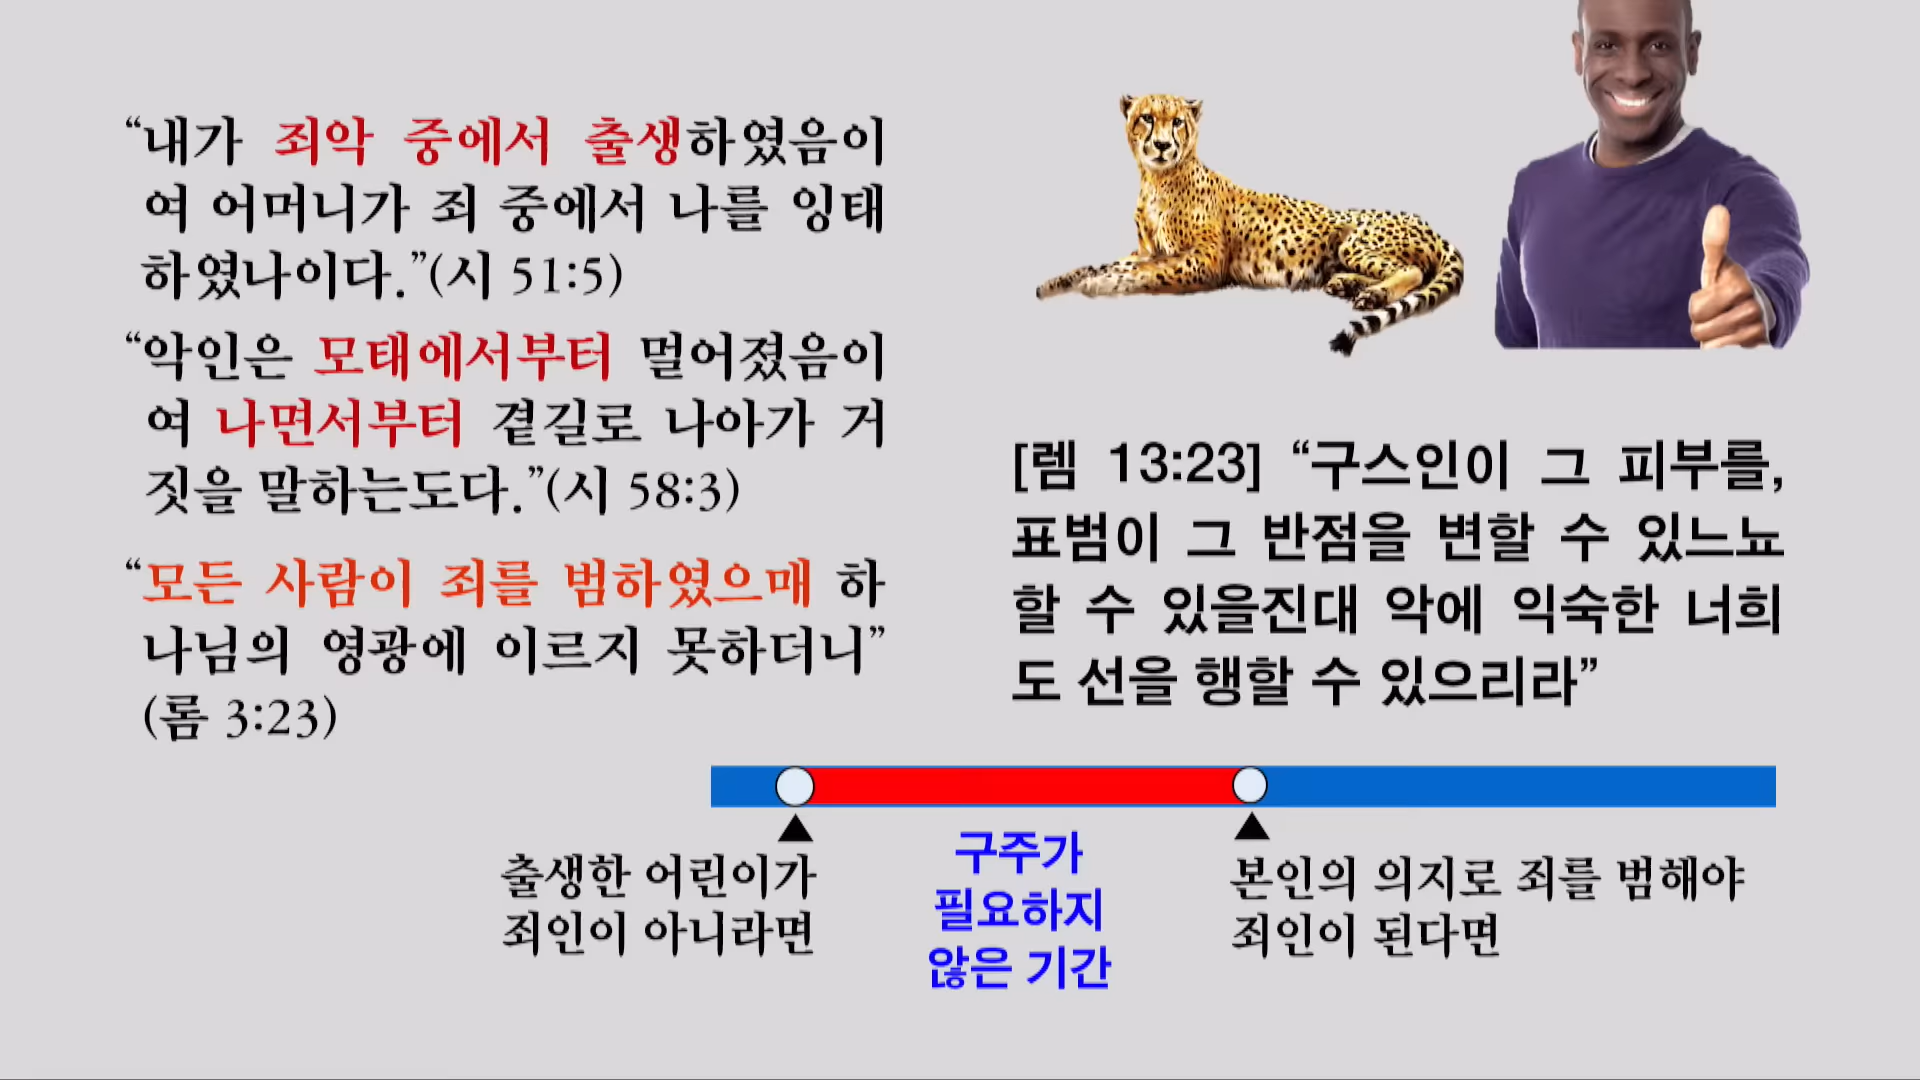 “내가 죄악 중에서 출생하였음이
여 어머니가 죄 중에서 나를 잉태
하였나이다.”(시 51:5)
“악인은 모태에서부터 멀어졌음이
여 나면서부터 곁길로 나아가 거
짓을 말하는도다.”(시 58:3)
“모든 사람이 죄를 범하였으매 하
나님의 영광에 이르지 못하더니”
(롬 3:23)
[렘 13:23] “구스인이 그 피부를,
표범이 그 반점을 변할 수 있느뇨
할 수 있을진대 악에 익숙한 너희
도 선을 행할 수 있으리라”
출생한 어린이가
죄인이 아니라면
구주가
필요하지
않은 기간
본인의 의지로 죄를 범해야
죄인이 된다면